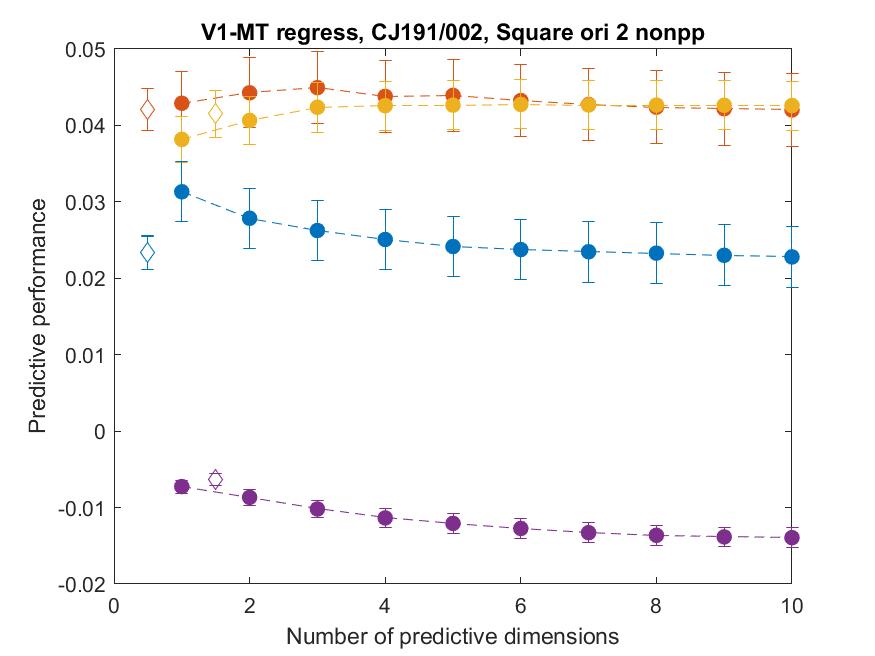 V1-MT regress, CJ191/002, Square ori 2 nonpp
0.05
0.04
0.03
0.02
0.01
0
-0.01
-0.02
Predictive performance
0 2 4 6 8 10
Number of predictive dimensions